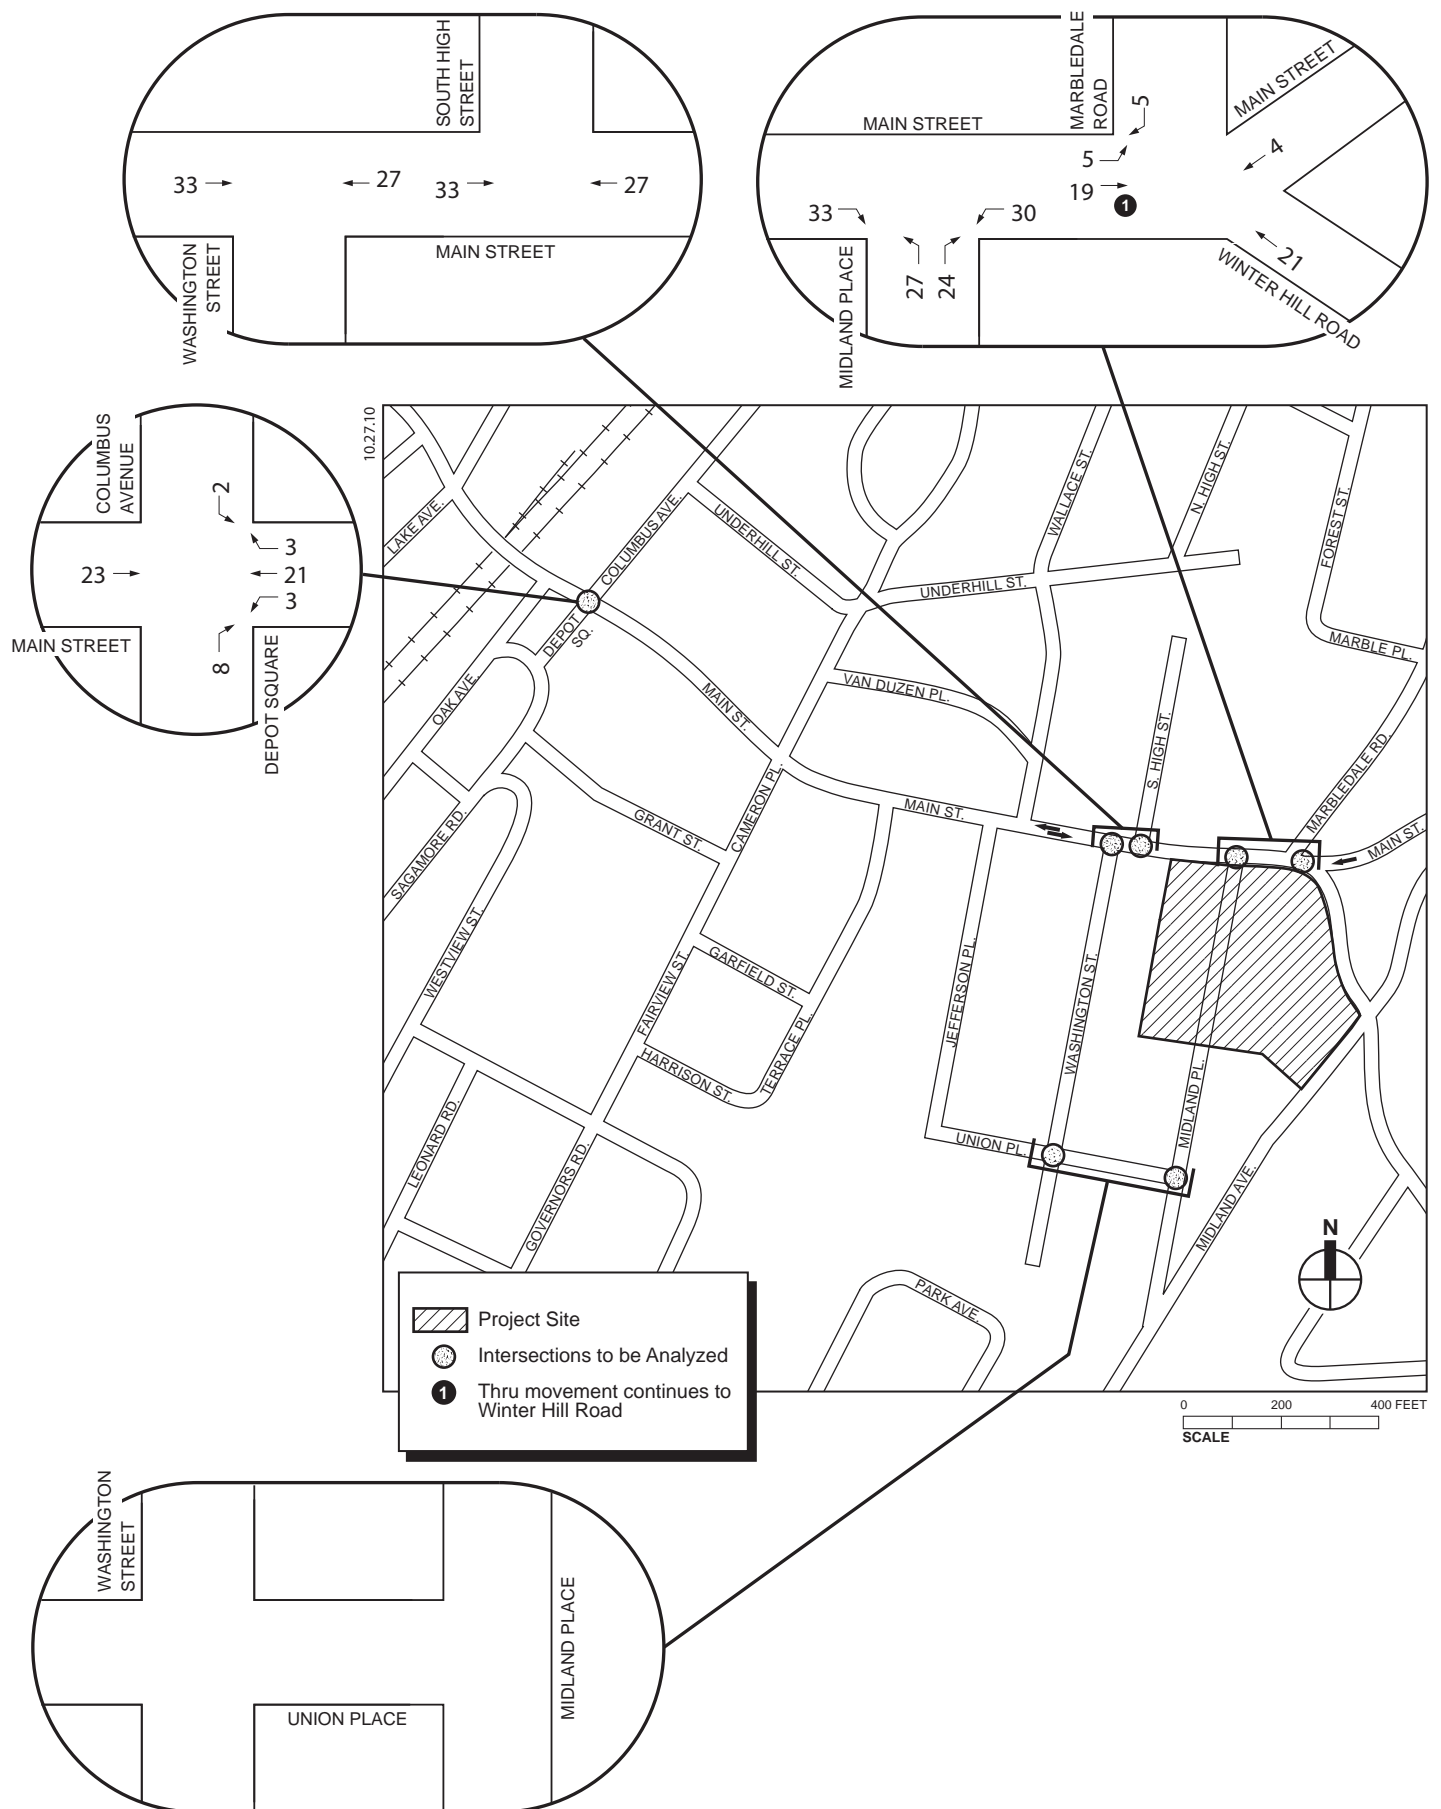 SOUTH HIGH
STREET
33
27
33
27
WASHINGTON
STREET
MAIN STREET
MARBLEDALE
ROAD
MAIN STREET
MAIN STREET
5
5
4
19
1
33
30
27
24
21
MIDLAND PLACE
WINTER HILL ROAD
COLUMBUS
AVENUE
2
3
23
21
3
8
MAIN STREET
DEPOT SQUARE
10.27.10
LAKE AVE.
COLUMBUS AVE.
UNDERHILL ST.
WALLACE ST.
N. HIGH ST.
FOREST ST.
UNDERHILL ST.
DEPOT
SQ.
MARBLE PL.
OAK AVE.
MAIN ST.
VAN DUZEN PL.
S. HIGH ST.
MARBLEDALE RD.
CAMERON PL.
MAIN ST.
MAIN ST.
GRANT ST.
SAGAMORE RD.
WESTVIEW ST.
FAIRVIEW ST.
GARFIELD ST.
JEFFERSON PL.
WASHINGTON ST.
HARRISON ST.
TERRACE PL.
MIDLAND PL.
LEONARD RD.
GOVERNORS RD.
UNION PL.
MIDLAND AVE.
N
PARK AVE.
Project Site
Intersections to be Analyzed
1
Thru movement continues to
Winter Hill Road
0 200 400 FEET
SCALE
WASHINGTON
STREET
MIDLAND PLACE
UNION PLACE